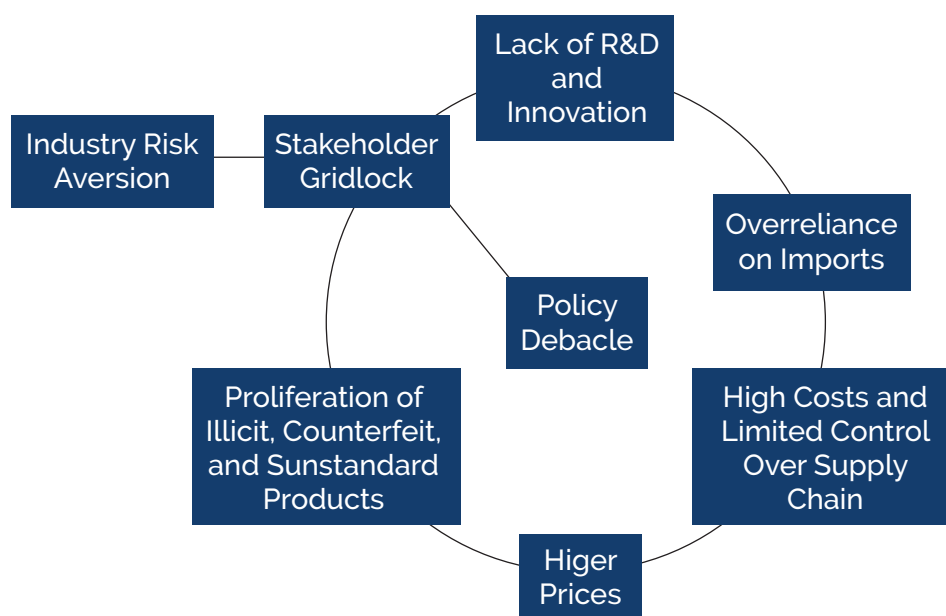 Lack of R&D
and
Innovation
Industry Risk
Aversion
Stakeholder
Gridlock
Overreliance
on Imports
Policy
Debacle
Proliferation of
Illicit, Counterfeit,
and Sunstandard
Products
High Costs and
Limited Control
Over Supply
Chain
Higer
Prices